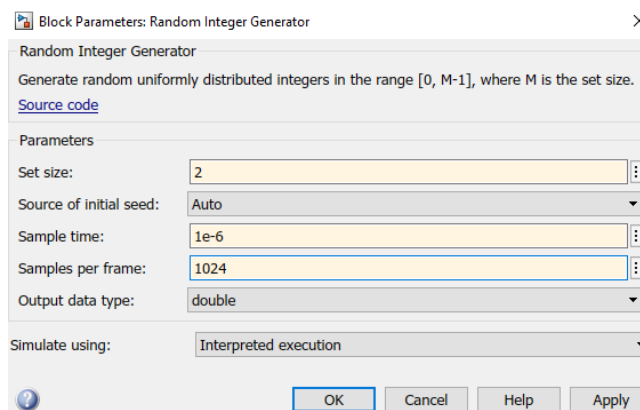 Block Parameters: Random Integer Generator
Random Integer Generator
Generate random uniformly distributed integers in the range [0, M-1], where M is the set size.
Source code
Parameters
Set size: 2
Source of initial seed: Auto
Sample time: 1e-6
Samples per frame: 1024
Output data type: double
Simulate using: Interpreted execution
OK Cancel Help Apply